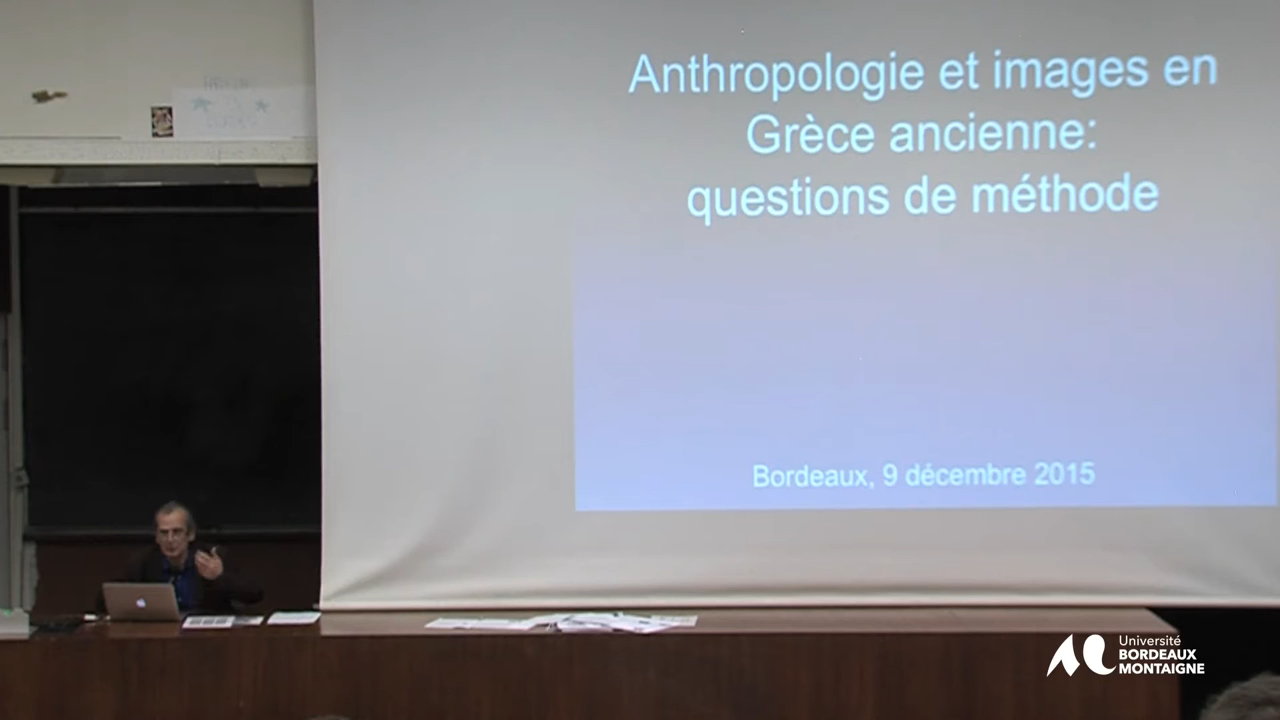 Anthropologie et images en
Grèce ancienne:
questions de méthode
Bordeaux, 9 décembre 2015
Université
BORDEAUX
MONTAIGNE